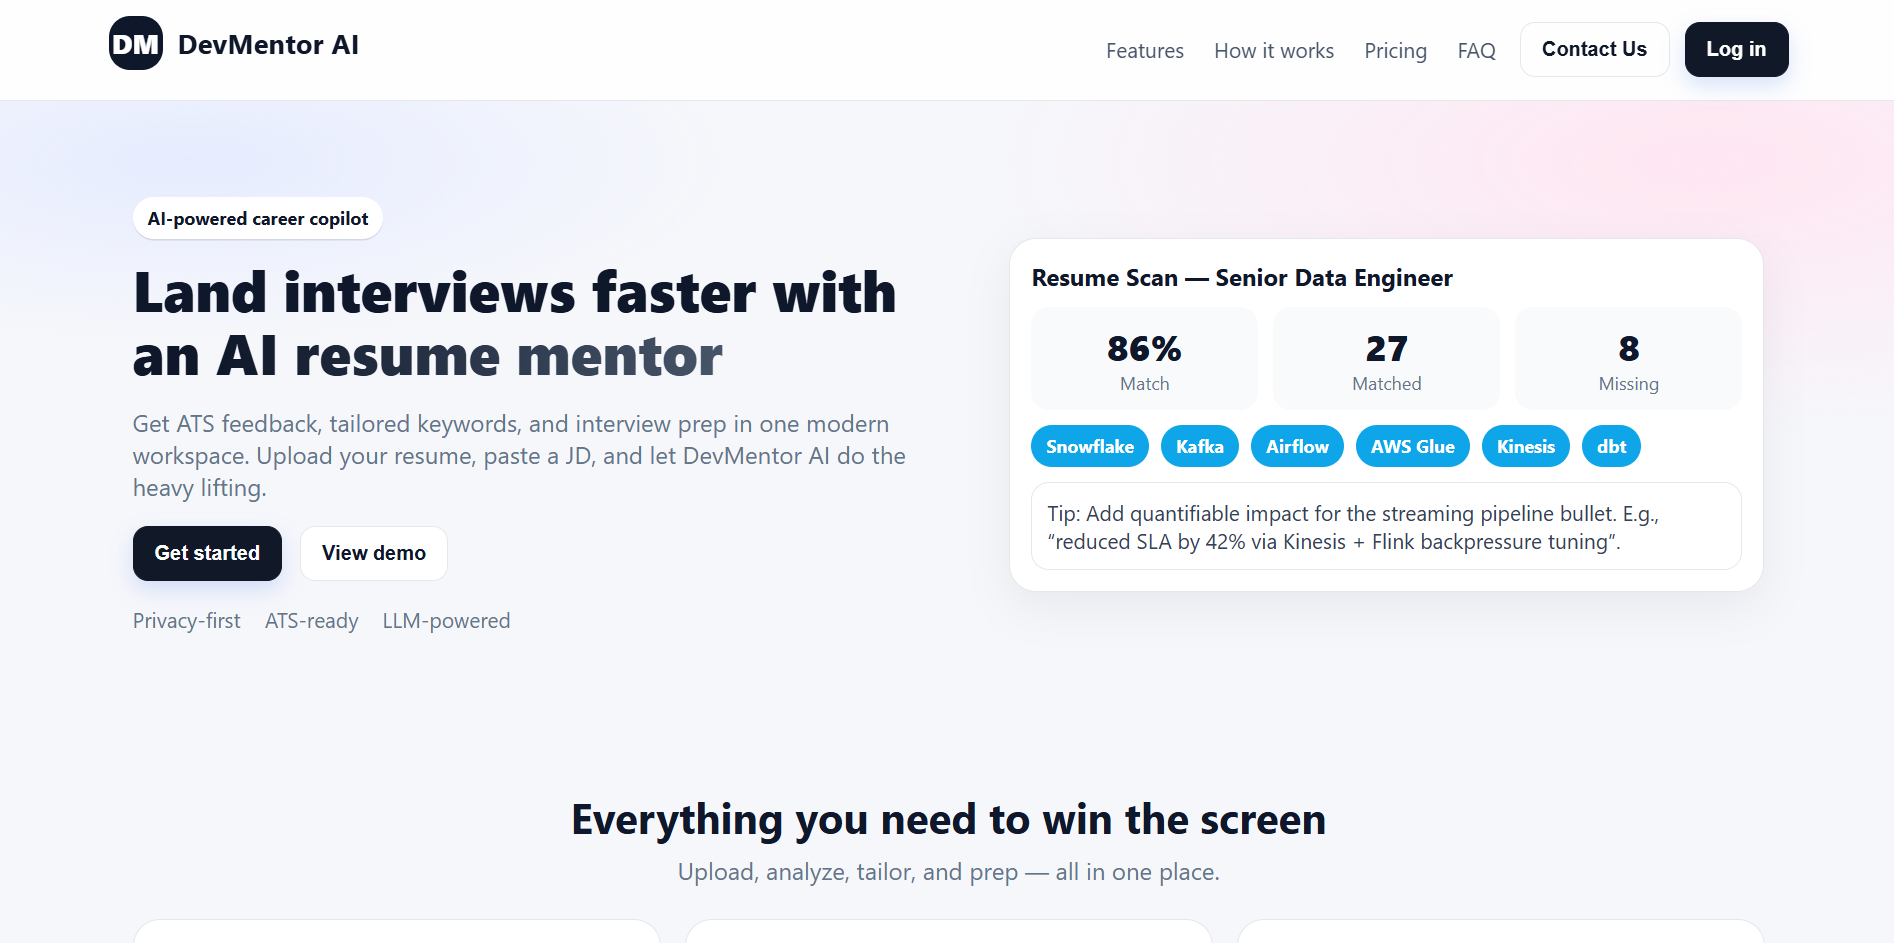 DM
DevMentor AI
Features
How it works
Pricing
FAQ
Contact Us
Log in
AI-powered career copilot
Land interviews faster with
an AI resume mentor
Get ATS feedback, tailored keywords, and interview prep in one modern
workspace. Upload your resume, paste a JD, and let DevMentor AI do the
heavy lifting.
Get started
View demo
Privacy-first
ATS-ready
LLM-powered
Resume Scan — Senior Data Engineer
86%
Match
27
Matched
8
Missing
Snowflake
Kafka
Airflow
AWS Glue
Kinesis
dbt
Tip: Add quantifiable impact for the streaming pipeline bullet. E.g.,
“reduced SLA by 42% via Kinesis + Flink backpressure tuning”.
Everything you need to win the screen
Upload, analyze, tailor, and prep — all in one place.